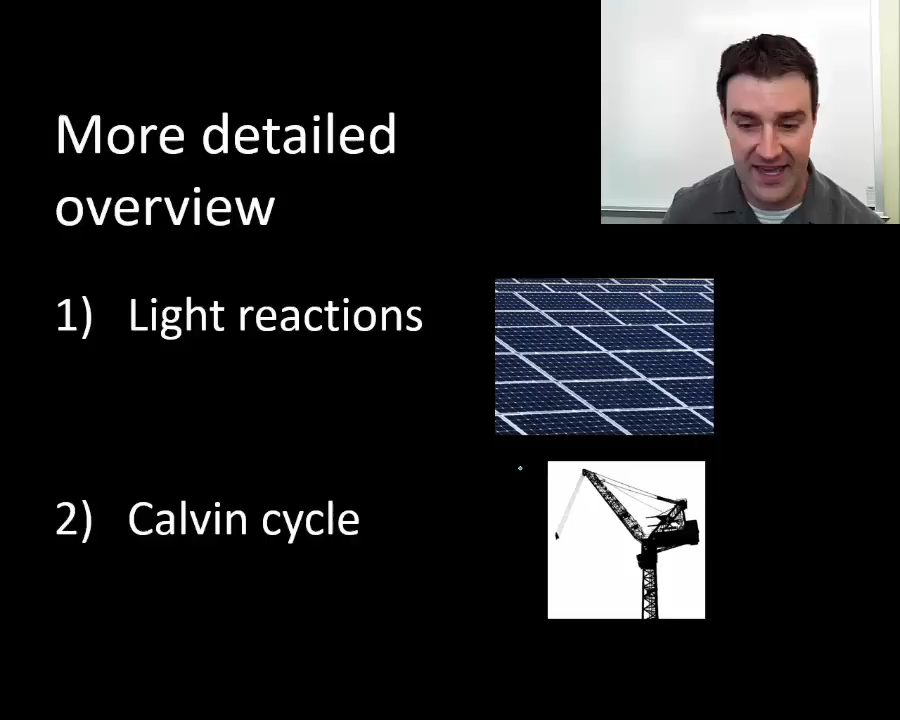 More detailed
overview
1) Light reactions
2) Calvin cycle